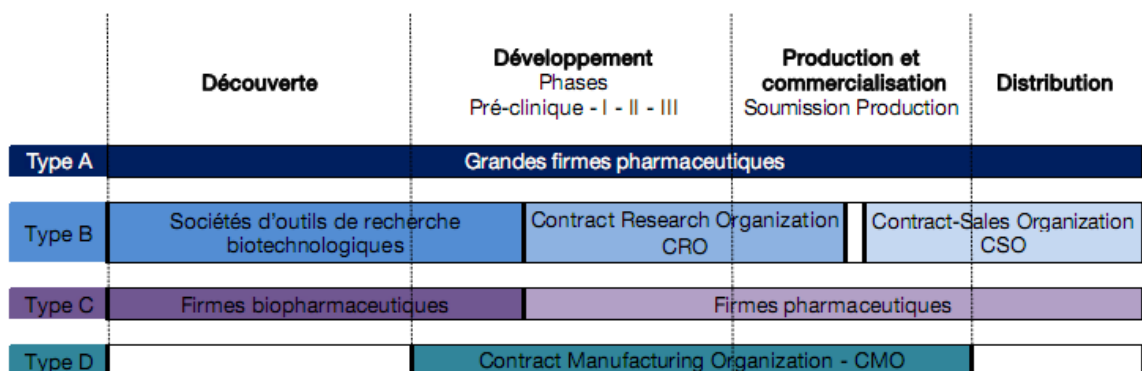 Découverte
Développement
Phases
Pré-clinique - I - II - III
Production et
commercialisation
Soumission Production
Distribution
Type A
Grandes firmes pharmaceutiques
Type B
Sociétés d'outils de recherche
biotechnologiques
Contract Research Organization
CRO
Contract-Sales Organization
CSO
Type C
Firmes biopharmaceutiques
Firmes pharmaceutiques
Type D
Contract Manufacturing Organization - CMO